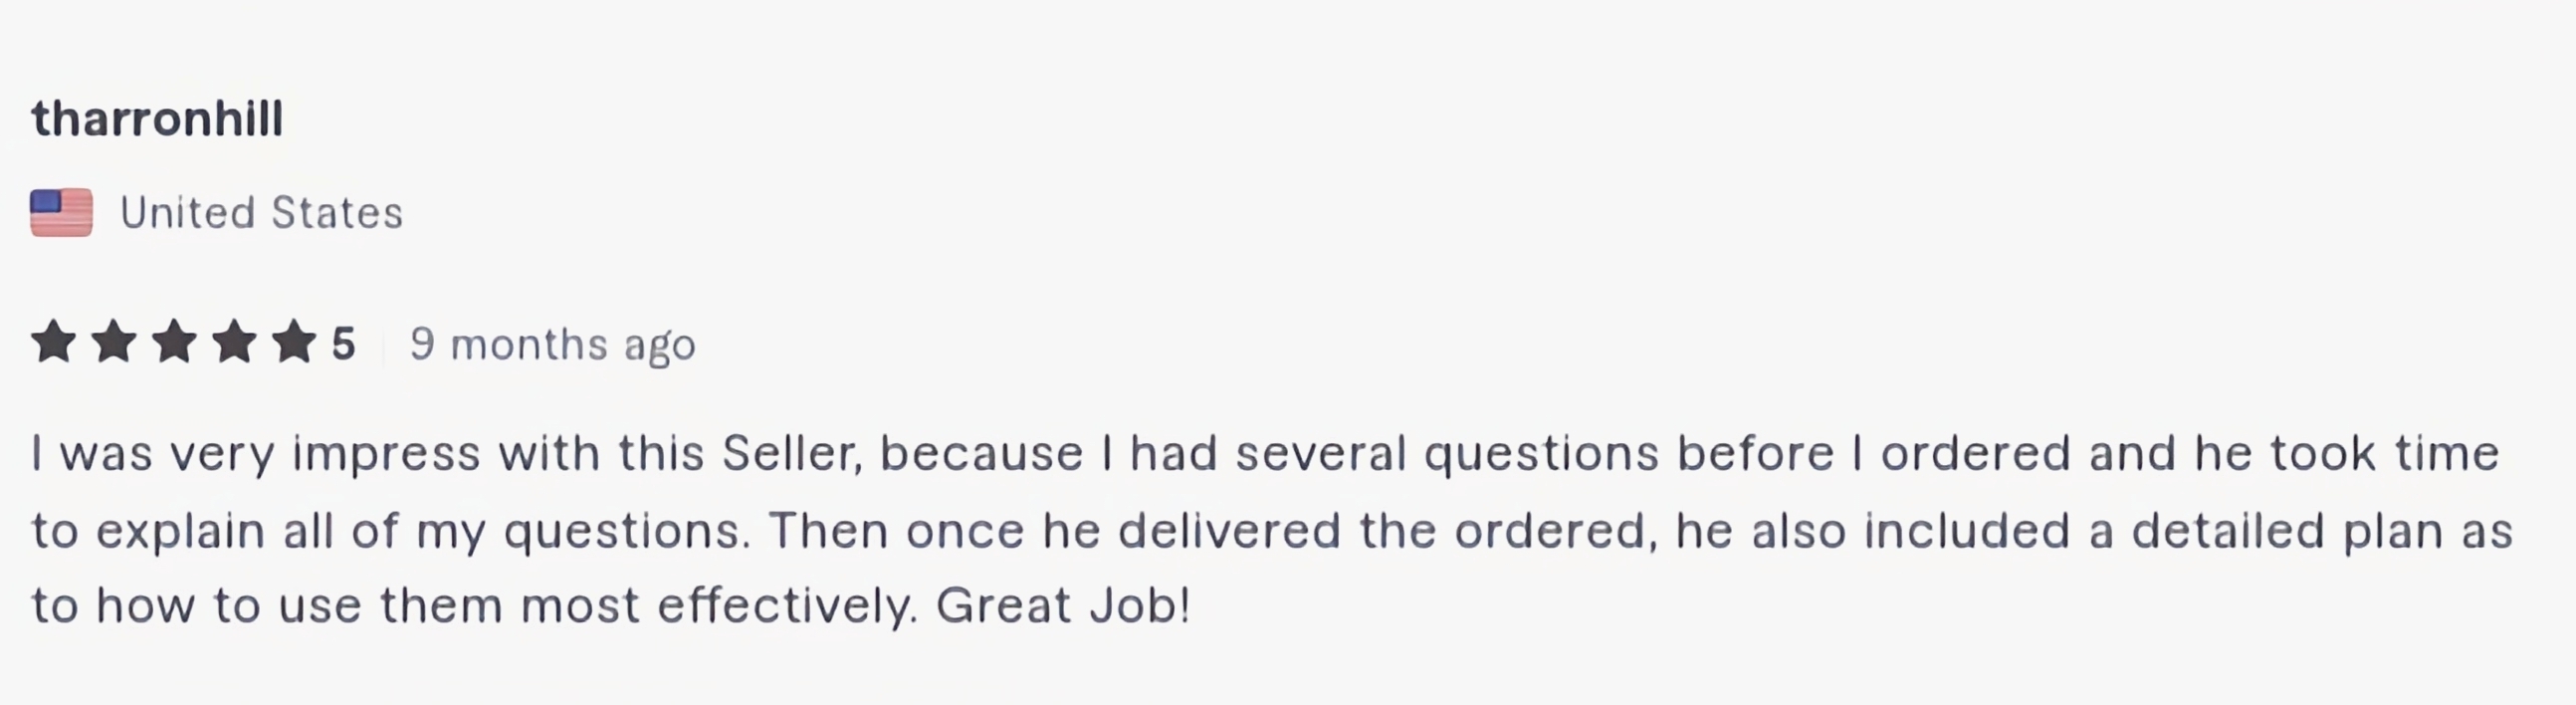 tharronhill
United States
5 9 months ago
I was very impress with this Seller, because I had several questions before I ordered and he took time
to explain all of my questions. Then once he delivered the ordered, he also included a detailed plan as
to how to use them most effectively. Great Job!